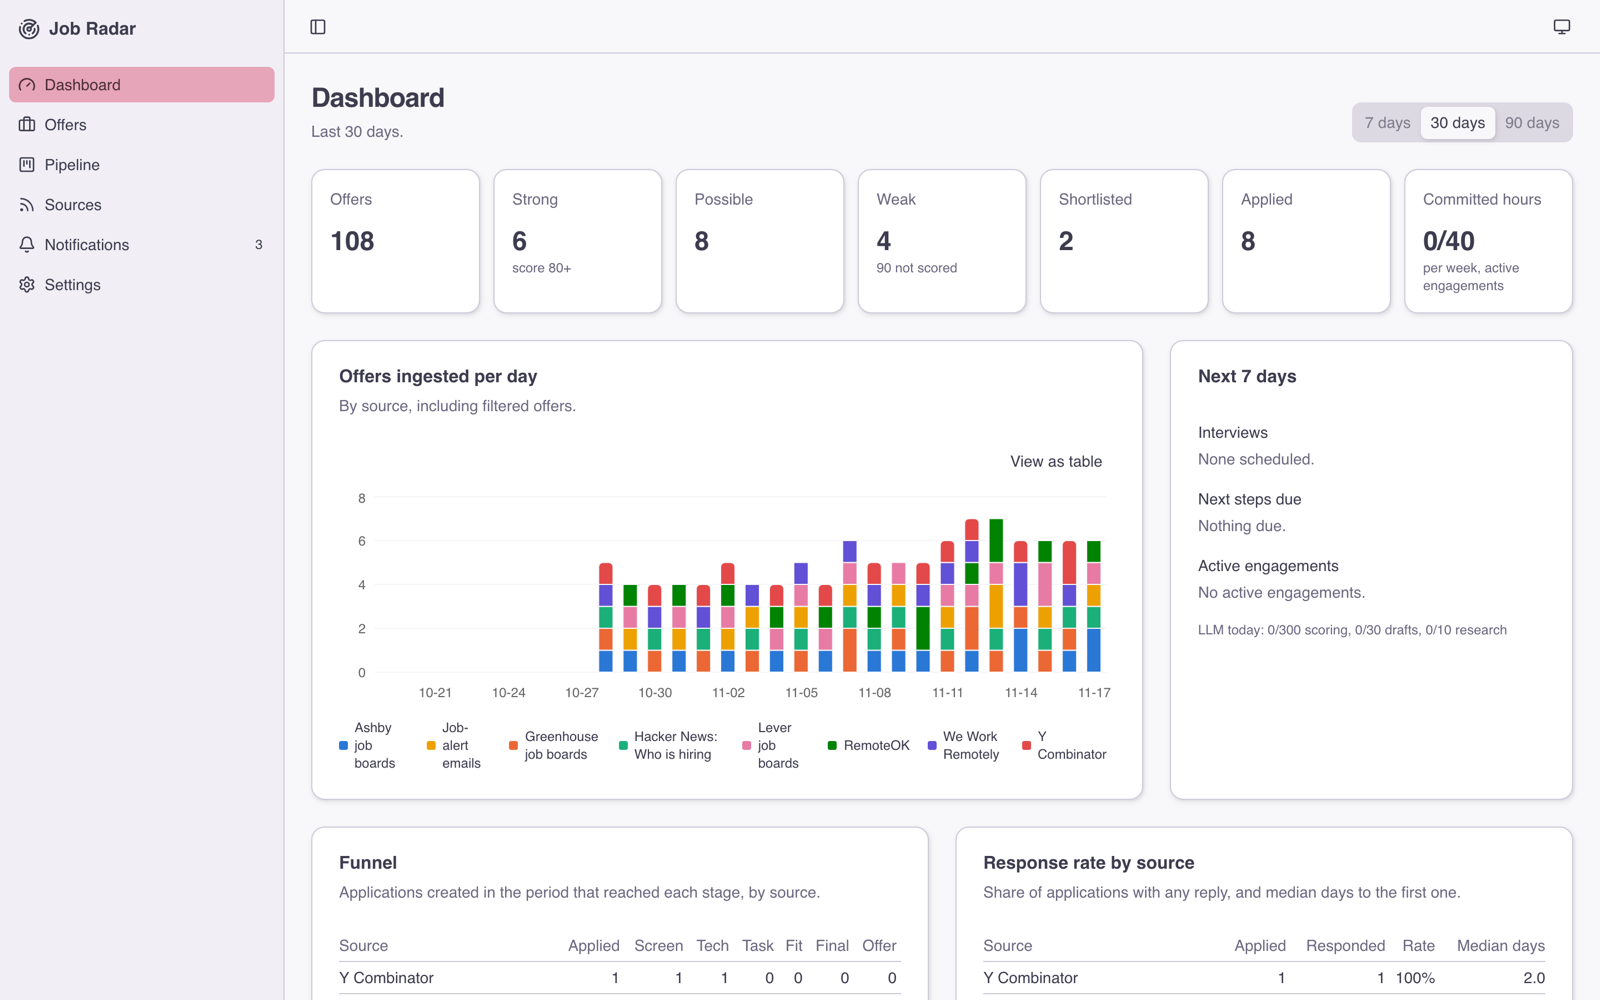 Job Radar
Dashboard
Offers
Pipeline
Sources
Notifications 3
Settings
Dashboard
Last 30 days.
7 days 30 days 90 days
Offers
108
Strong
6
score 80+
Possible
8
Weak
4
90 not scored
Shortlisted
2
Applied
8
Committed hours
0/40
per week, active
engagements
Offers ingested per day
By source, including filtered offers.
View as table
8
6
4
2
0
10-21 10-24 10-27 10-30 11-02 11-05 11-08 11-11 11-14 11-17
Ashby
job
boards
Job-
alert
emails
Greenhouse
job boards
Hacker News:
Who is hiring
Lever
job
boards
RemoteOK
We Work
Remotely
Y
Combinator
Next 7 days
Interviews
None scheduled.
Next steps due
Nothing due.
Active engagements
No active engagements.
LLM today: 0/300 scoring, 0/30 drafts, 0/10 research
Funnel
Applications created in the period that reached each stage, by source.
Source Applied Screen Tech Task Fit Final Offer
Y Combinator 1 1 1 0 0 0 0
Response rate by source
Share of applications with any reply, and median days to the first one.
Source Applied Responded Rate Median days
Y Combinator 1 1 100% 2.0